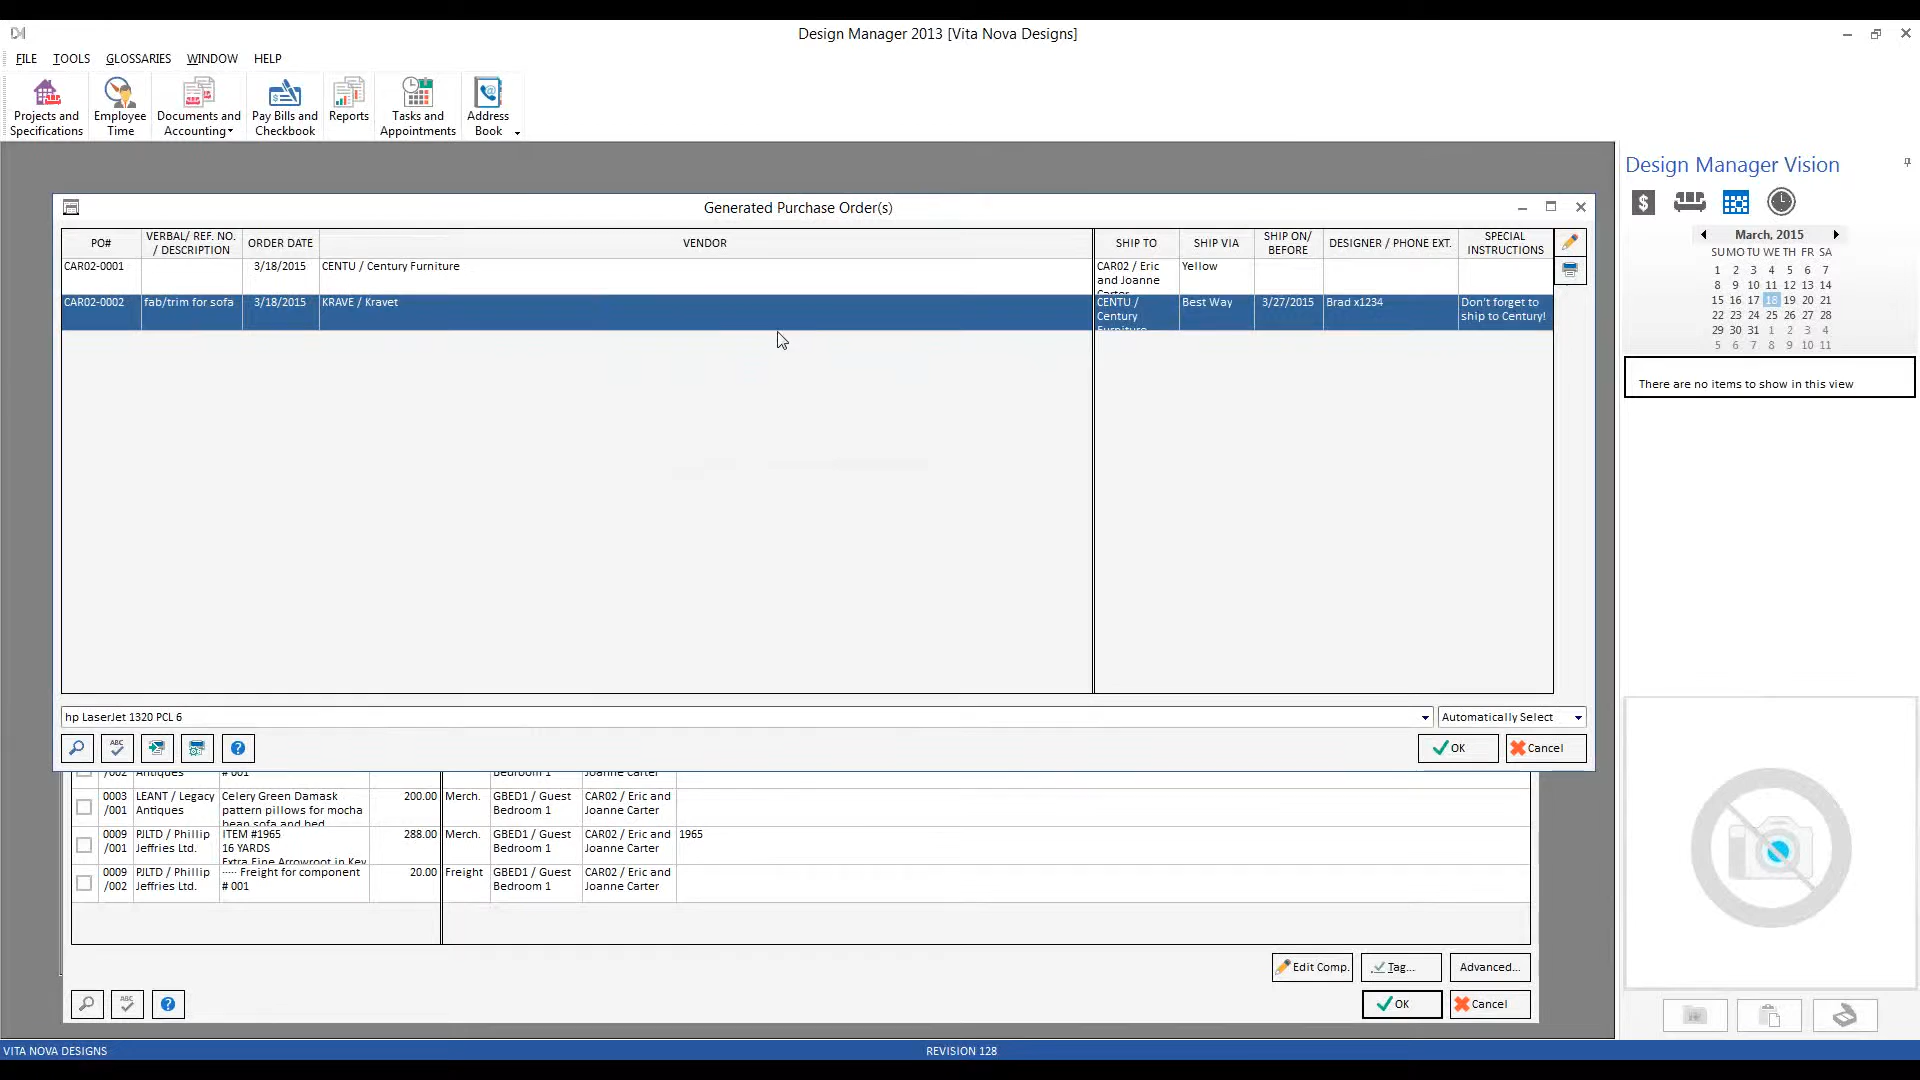 Design Manager 2013 [Vita Nova Designs]
FILE TOOLS GLOSSARIES WINDOW HELP
Projects and Specifications
Employee Time
Documents and Accounting
Pay Bills and Checkbook
Reports
Tasks and Appointments
Address Book
Generated Purchase Order(s)
PO# VERBAL/ REF. NO. / DESCRIPTION ORDER DATE VENDOR SHIP TO SHIP VIA SHIP ON/ BEFORE DESIGNER / PHONE EXT. SPECIAL INSTRUCTIONS
CAR02-0001 3/18/2015 CENTU / Century Furniture CAR02 / Eric and Joanne Carter Yellow
CAR02-0002 fab/trim for sofa 3/18/2015 KRAVE / Kravet CENTU / Century Furniture Best Way 3/27/2015 Brad x1234 Don't forget to ship to Century!
hp LaserJet 1320 PCL 6 Automatically Select
ABC OK Cancel
/002 Antiques # 001 Bedroom 1 Joanne Carter
0003 /001 LEANT / Legacy Antiques Celery Green Damask pattern pillows for mocha bean sofa and bed 200.00 Merch. GBED1 / Guest Bedroom 1 CAR02 / Eric and Joanne Carter
0009 /001 PJLTD / Phillip Jeffries Ltd. ITEM #1965 16 YARDS Extra Fine Arrowroot in Key 288.00 Merch. GBED1 / Guest Bedroom 1 CAR02 / Eric and Joanne Carter 1965
0009 /002 PJLTD / Phillip Jeffries Ltd. ----- Freight for component # 001 20.00 Freight GBED1 / Guest Bedroom 1 CAR02 / Eric and Joanne Carter
Edit Comp. Tag... Advanced...
ABC OK Cancel
Design Manager Vision
March, 2015
SU MO TU WE TH FR SA
1 2 3 4 5 6 7
8 9 10 11 12 13 14
15 16 17 18 19 20 21
22 23 24 25 26 27 28
29 30 31 1 2 3 4
5 6 7 8 9 10 11
There are no items to show in this view
VITA NOVA DESIGNS REVISION 128